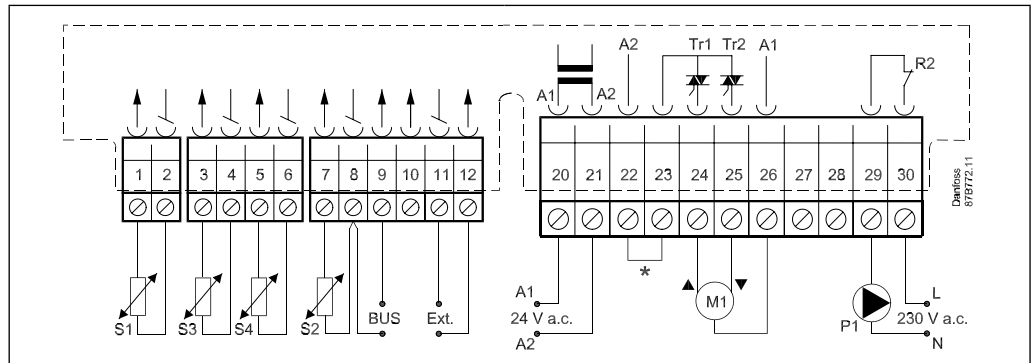 A2 Tr1 Tr2 A1
R2
A1 A2
1 2 3 4 5 6 7 8 9 10 11 12
20 21 22 23 24 25 26 27 28 29 30
Danfoss
87B772.11
*
A1
24 V a.c.
A2
M1
S1 S3 S4 S2
BUS Ext.
P1
L
230 V a.c.
N